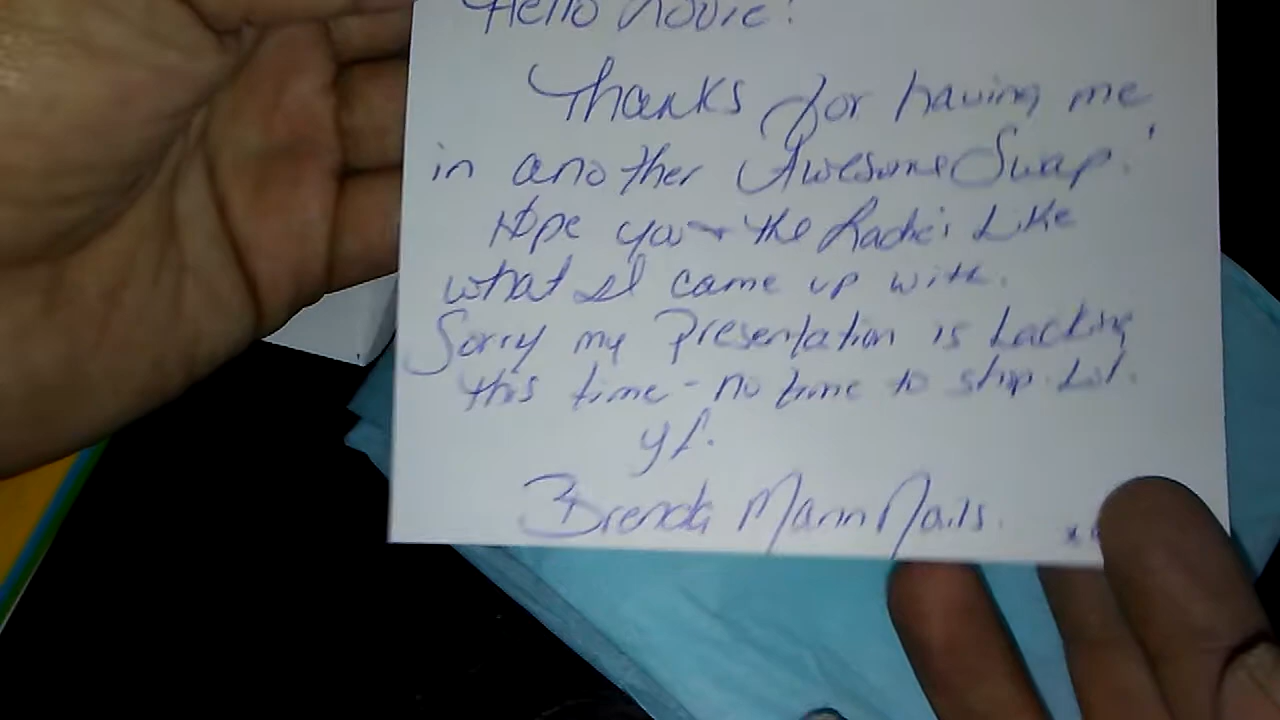 Hello
Thanks for having me
in another Awesome Swap!
Hope you + the Ladies Like
what I came up with.
Sorry my Presentation is Lacking
this time - no time to shop. Lol.
yf.
Brenda Mann Nails.